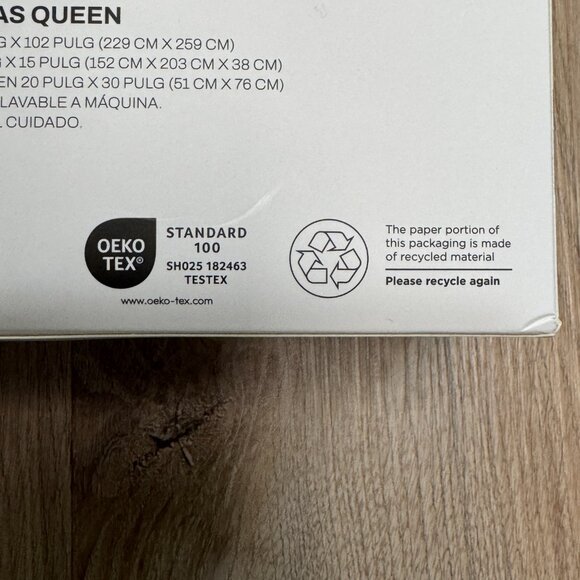 AS QUEEN
G X 102 PULG (229 CM X 259 CM)
G X 15 PULG (152 CM X 203 CM X 38 CM)
EN 20 PULG X 30 PULG (51 CM X 76 CM)
LAVABLE A MÁQUINA.
L CUIDADO.
OEKO
TEX®
STANDARD
100
SH025 182463
TESTEX
www.oeko-tex.com
The paper portion of
this packaging is made
of recycled material
Please recycle again